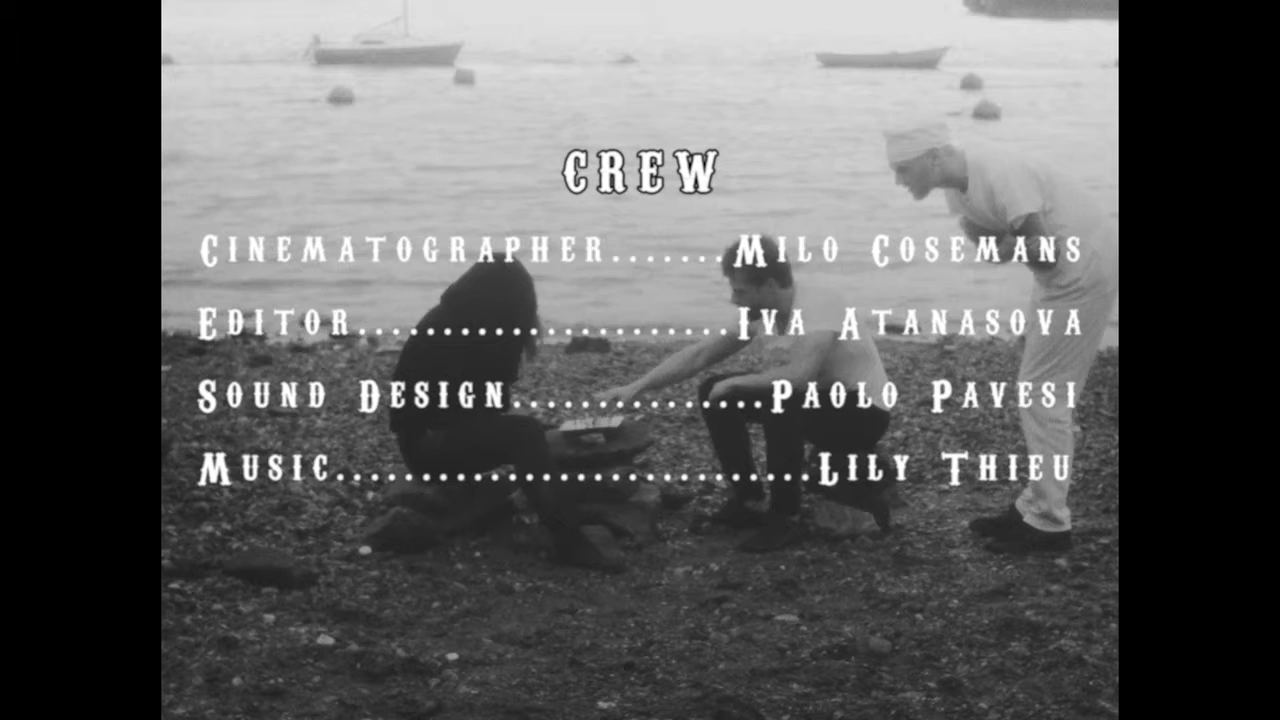 CREW
CINEMATOGRAPHER.......MILO COSEMANS
EDITOR......................IVA ATANASOVA
SOUND DESIGN...............PAOLO PAVESI
MUSIC............................LILY THIEU